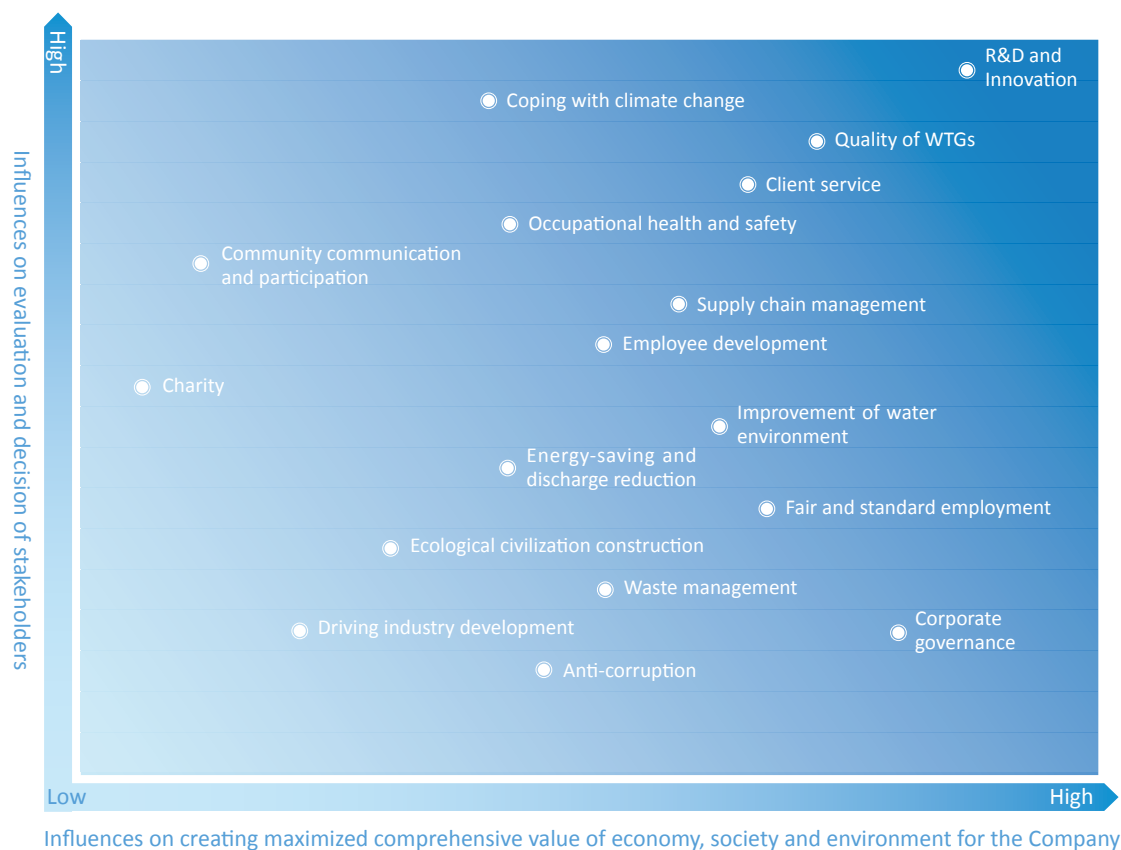 High
R&D and
Innovation
Coping with climate change
Quality of WTGs
Client service
Occupational health and safety
Community communication
and participation
Supply chain management
Employee development
Charity
Improvement of water
environment
Energy-saving and
discharge reduction
Fair and standard employment
Ecological civilization construction
Waste management
Driving industry development
Corporate
governance
Anti-corruption
Influences on evaluation and decision of stakeholders
Low
High
Influences on creating maximized comprehensive value of economy, society and environment for the Company